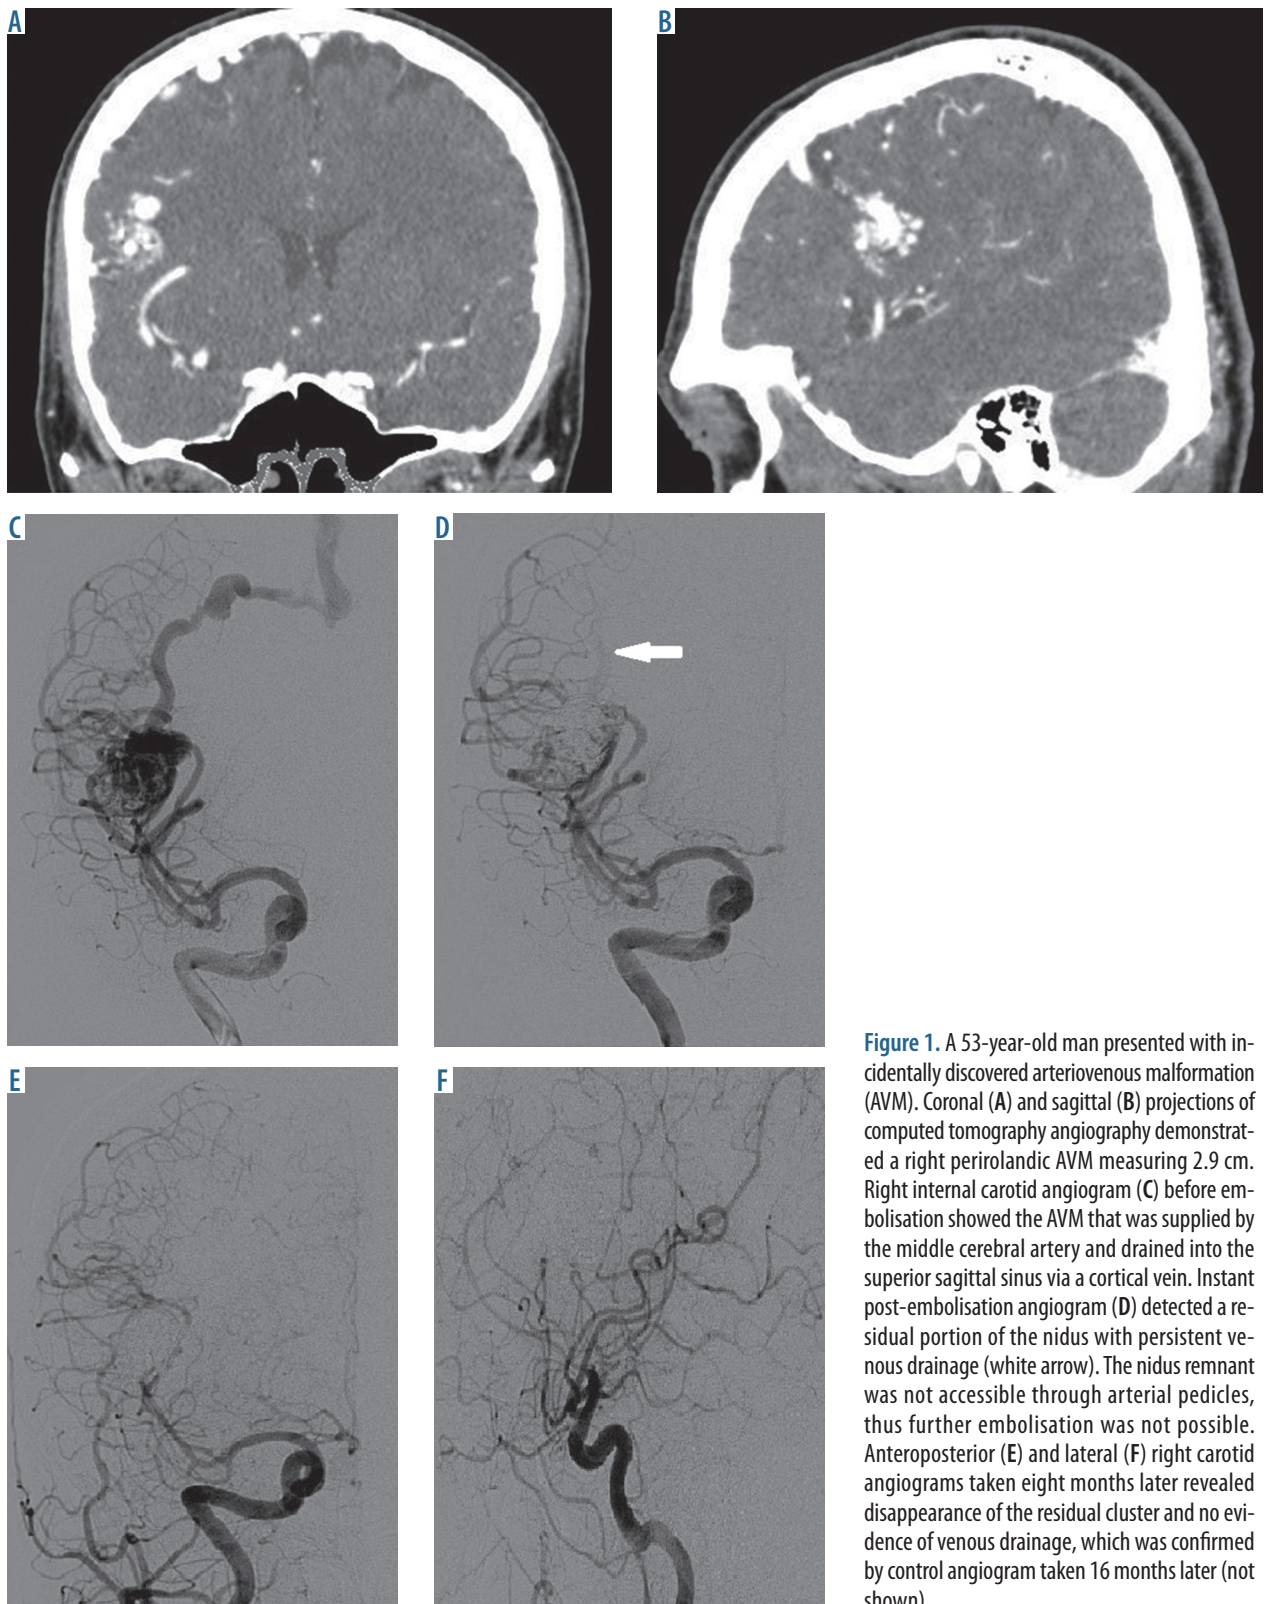 A
B
C
D
E
F
Figure 1. A 53-year-old man presented with in-
cidentally discovered arteriovenous malformation
(AVM). Coronal (A) and sagittal (B) projections of
computed tomography angiography demonstrat-
ed a right perirolandic AVM measuring 2.9 cm.
Right internal carotid angiogram (C) before em-
bolisation showed the AVM that was supplied by
the middle cerebral artery and drained into the
superior sagittal sinus via a cortical vein. Instant
post-embolisation angiogram (D) detected a re-
sidual portion of the nidus with persistent ve-
nous drainage (white arrow). The nidus remnant
was not accessible through arterial pedicles,
thus further embolisation was not possible.
Anteroposterior (E) and lateral (F) right carotid
angiograms taken eight months later revealed
disappearance of the residual cluster and no evi-
dence of venous drainage, which was confirmed
by control angiogram taken 16 months later (not
shown)